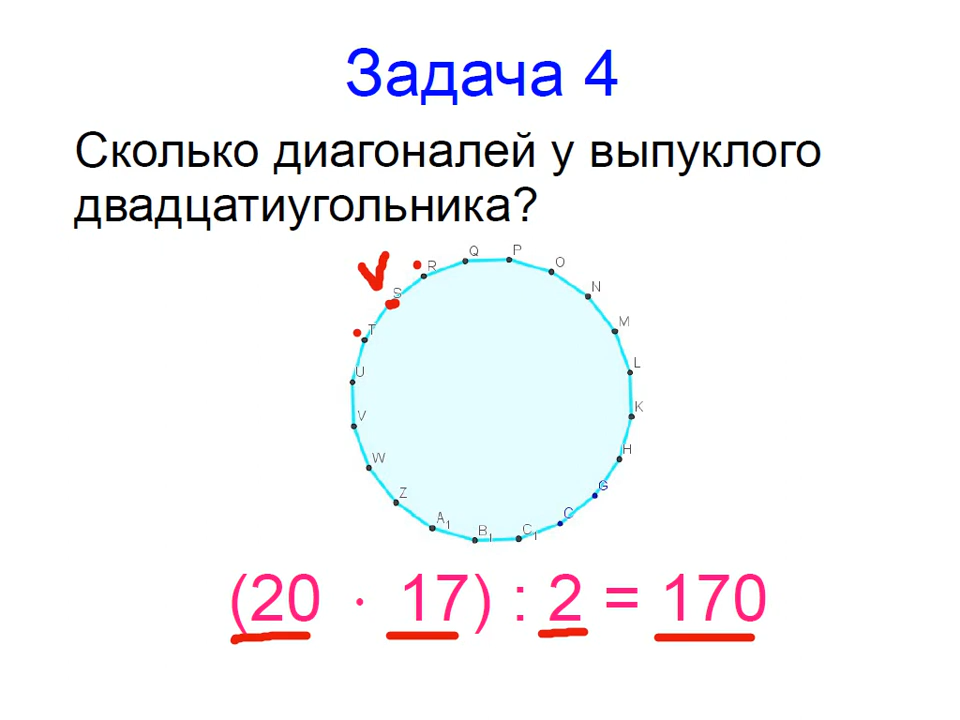 Задача 4
Сколько диагоналей у выпуклого
двадцатиугольника?
Q P
R O
S N
T M
U L
V K
W H
Z G
A₁ C
B₁ C₁
(20 · 17) : 2 = 170